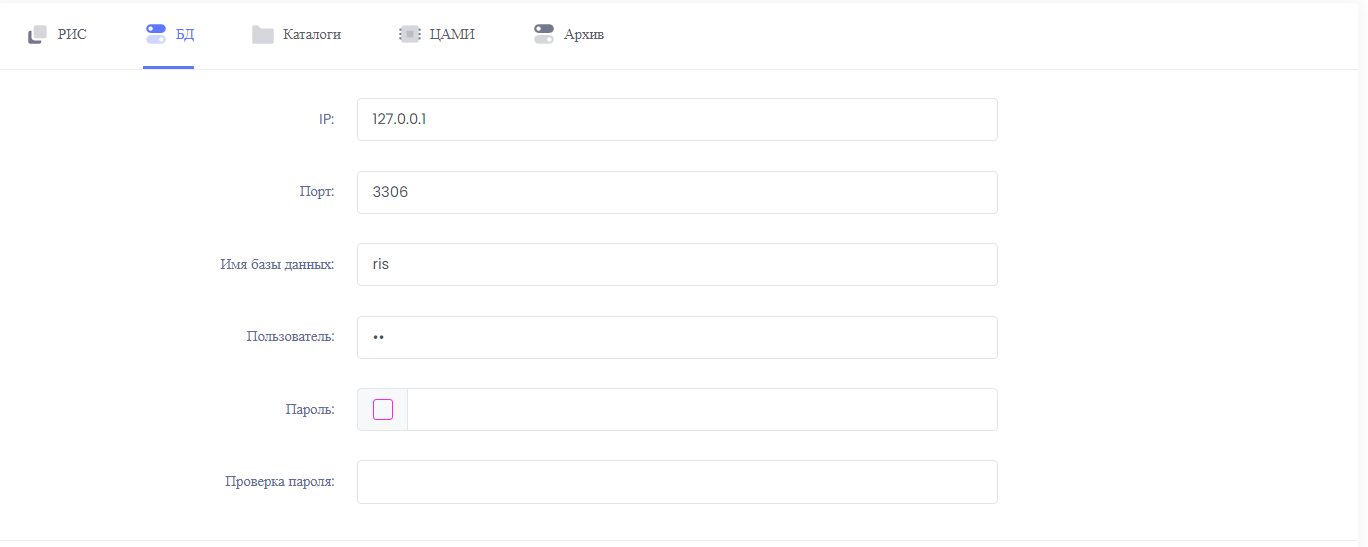 РИС БД Каталоги ЦАМИ Архив
IP: 127.0.0.1
Порт: 3306
Имя базы данных: ris
Пользователь: ••
Пароль:
Проверка пароля: